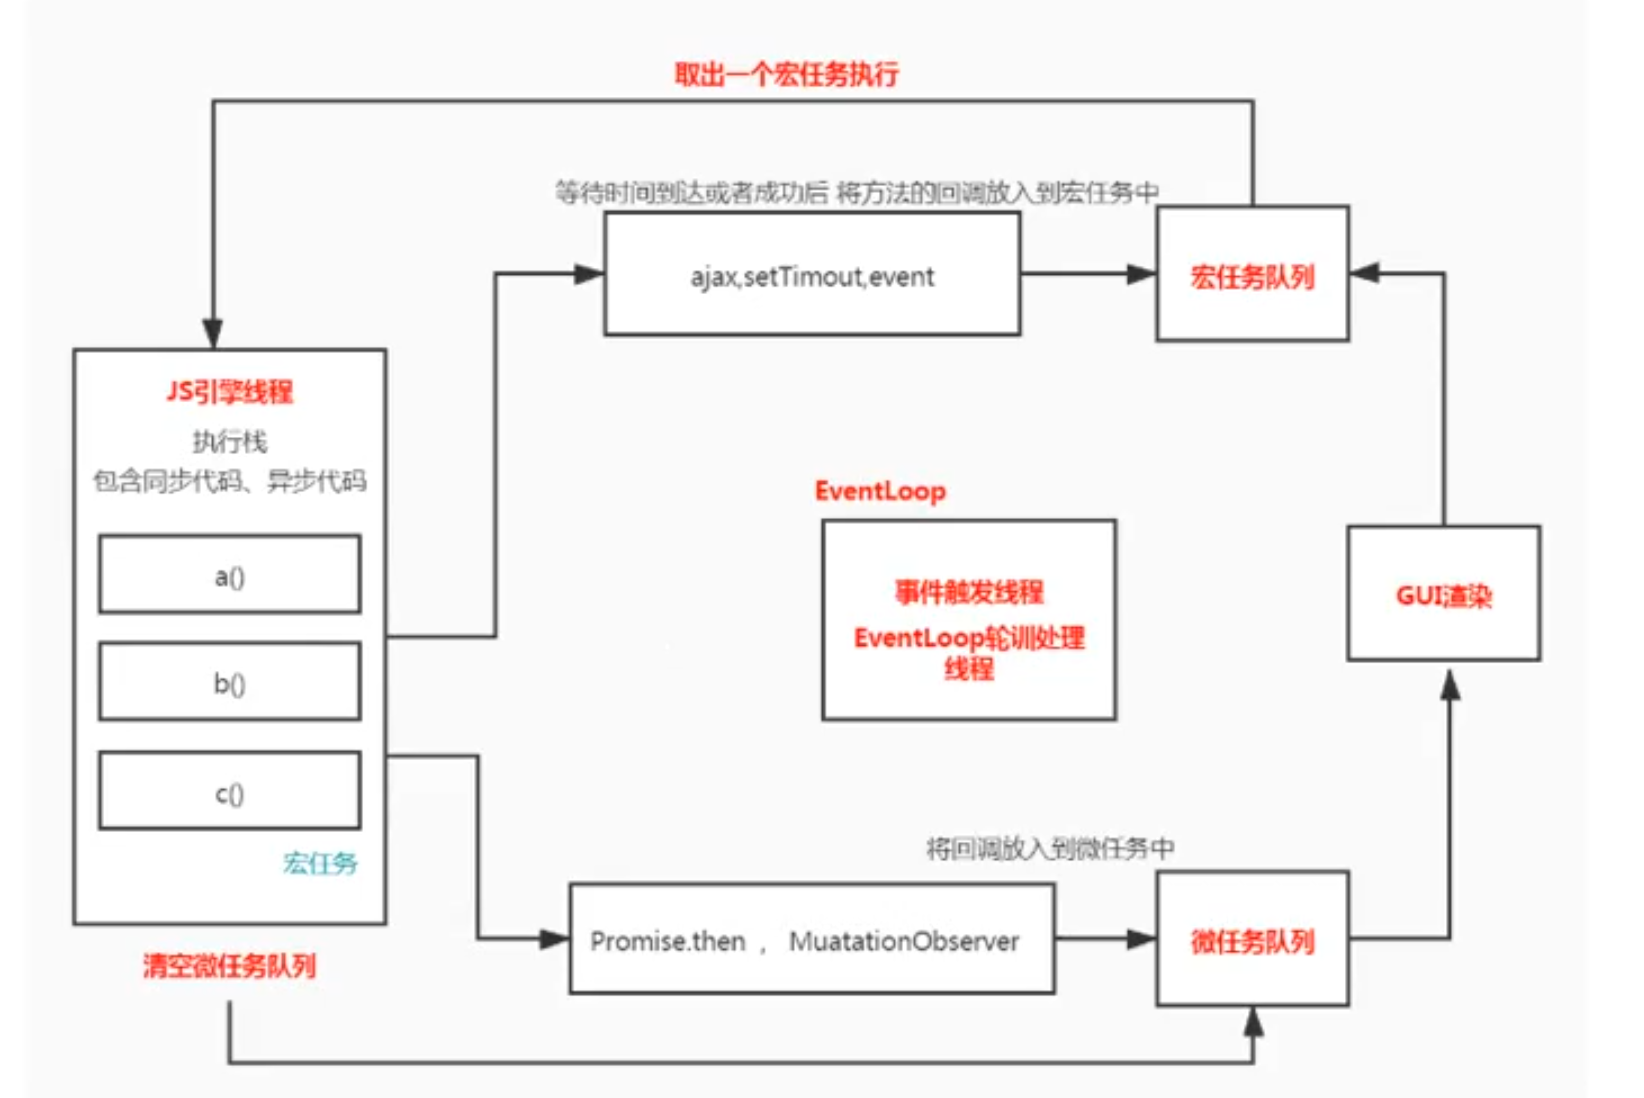 取出一个宏任务执行
等待时间到达或者成功后 将方法的回调放入到宏任务中
ajax,setTimout,event
宏任务队列
JS引擎线程
执行栈
包含同步代码、异步代码
a()
b()
c()
宏任务
清空微任务队列
EventLoop
事件触发线程
EventLoop轮训处理
线程
GUI渲染
将回调放入到微任务中
Promise.then ， MuatationObserver
微任务队列